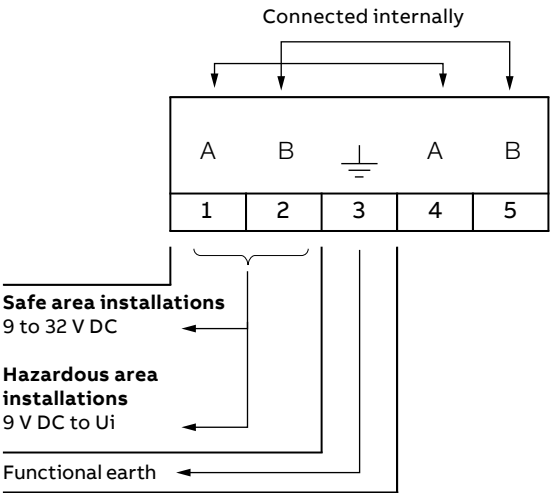 Connected internally
A B A B
1 2 3 4 5
Safe area installations
9 to 32 V DC
Hazardous area
installations
9 V DC to Ui
Functional earth